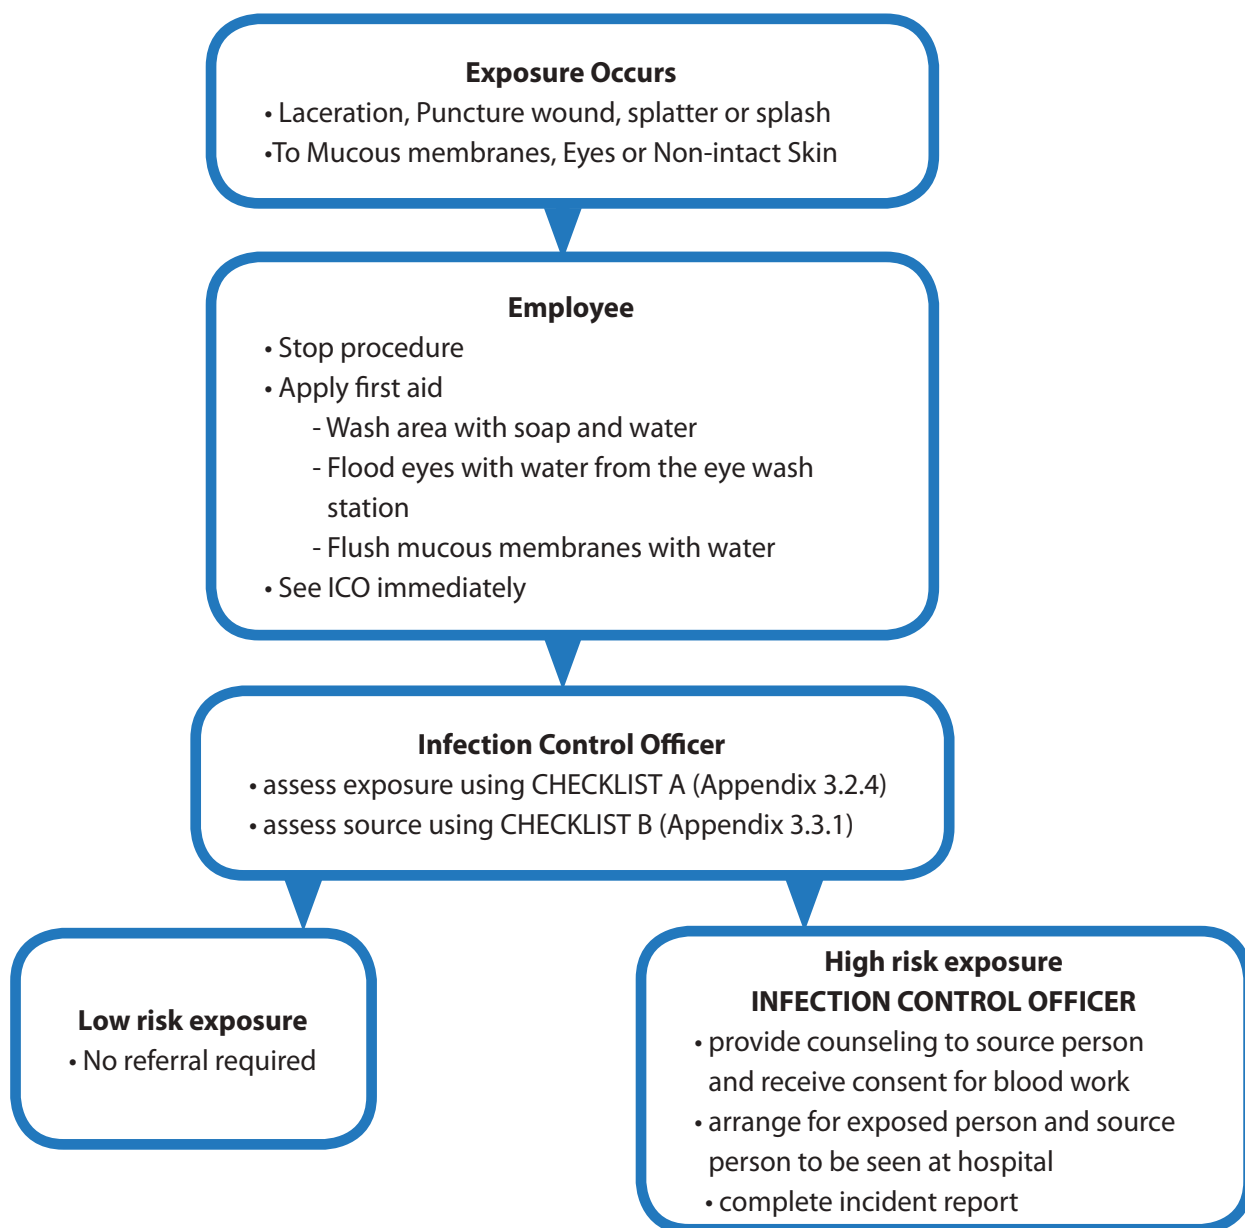 Exposure Occurs
• Laceration, Puncture wound, splatter or splash
•To Mucous membranes, Eyes or Non-intact Skin
Employee
• Stop procedure
• Apply first aid
- Wash area with soap and water
- Flood eyes with water from the eye wash
station
- Flush mucous membranes with water
• See ICO immediately
Infection Control Officer
• assess exposure using CHECKLIST A (Appendix 3.2.4)
• assess source using CHECKLIST B (Appendix 3.3.1)
Low risk exposure
• No referral required
High risk exposure
INFECTION CONTROL OFFICER
• provide counseling to source person
and receive consent for blood work
• arrange for exposed person and source
person to be seen at hospital
• complete incident report